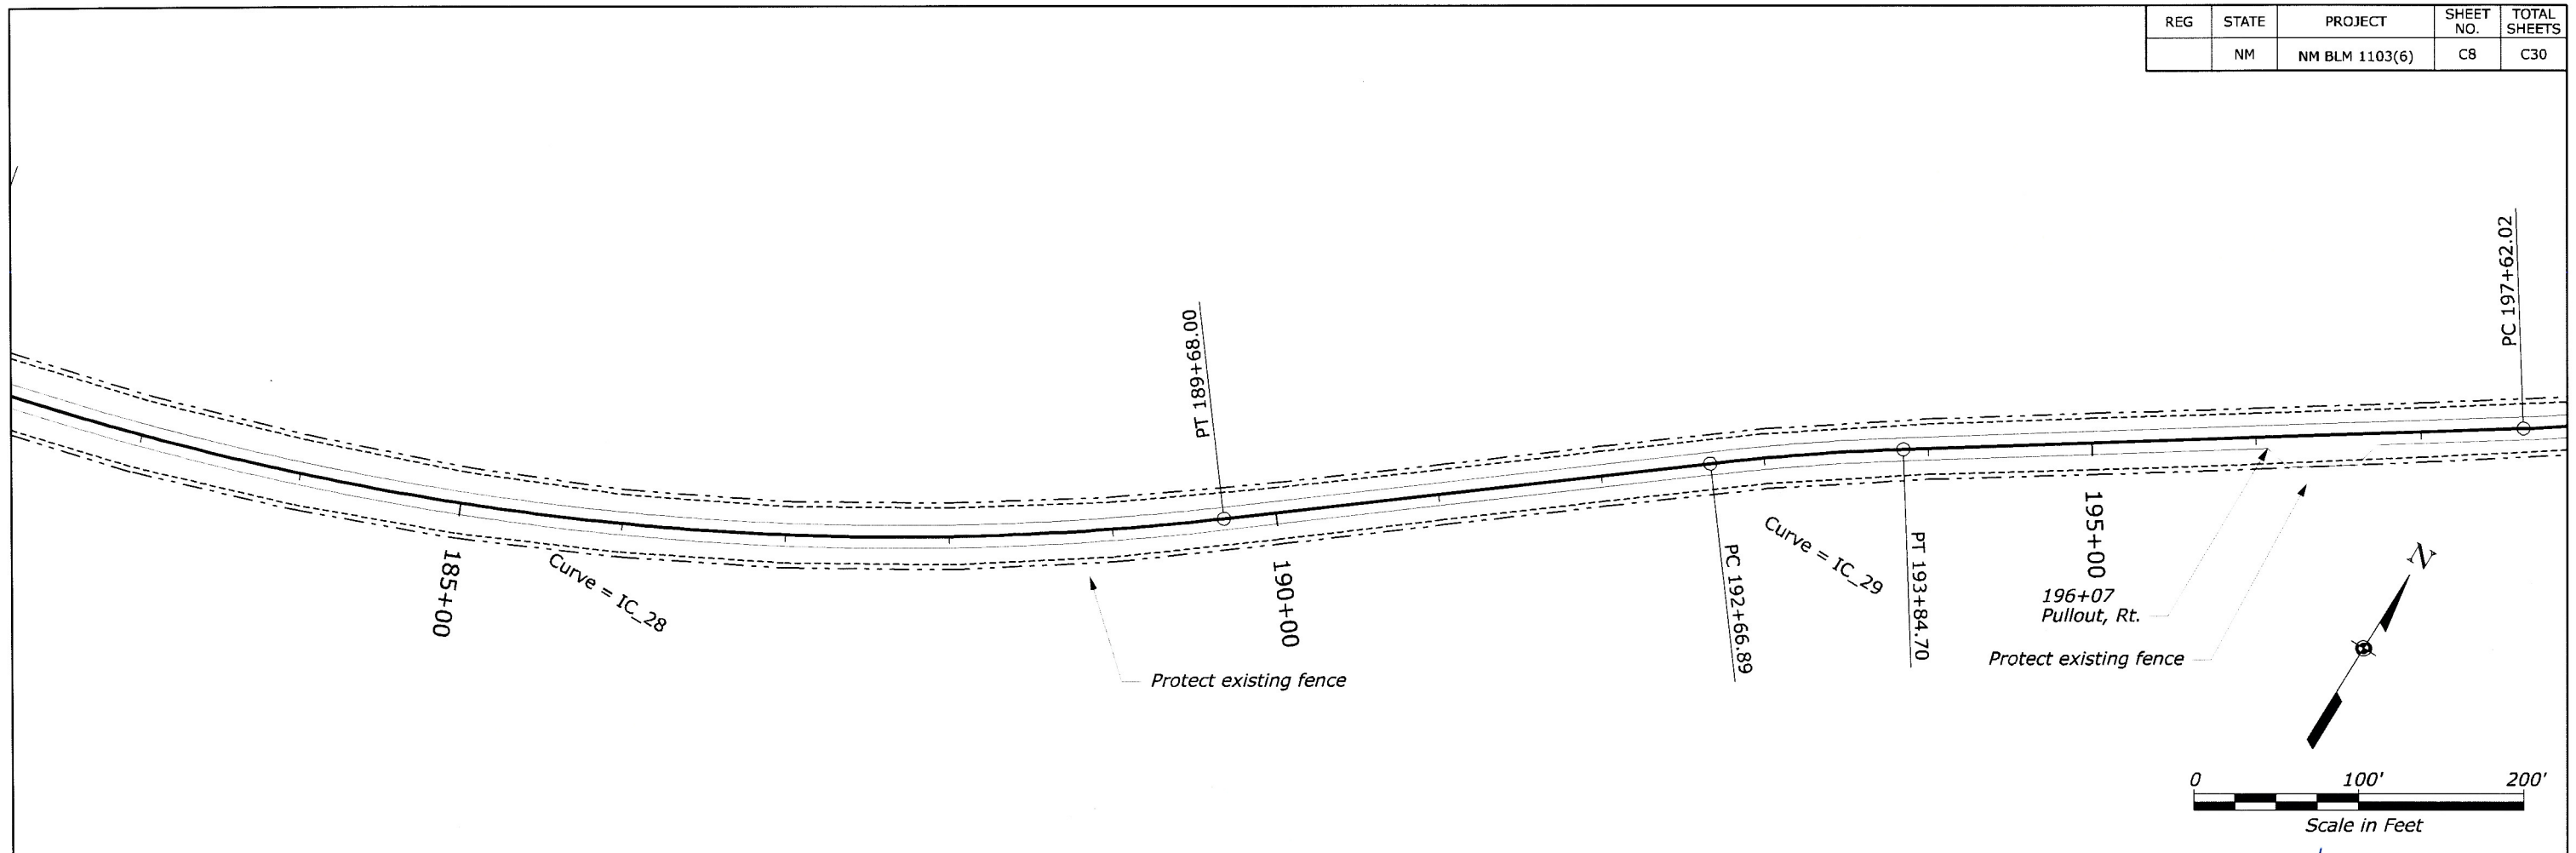 REG STATE PROJECT SHEET NO. TOTAL SHEETS
NM NM BLM 1103(6) C8 C30
PC 197+62.02
PT 189+68.00
185+00
Curve = IC_28
190+00
Protect existing fence
PC 192+66.89
Curve = IC_29
PT 193+84.70
195+00
196+07
Pullout, Rt.
Protect existing fence
N
0 100' 200'
Scale in Feet